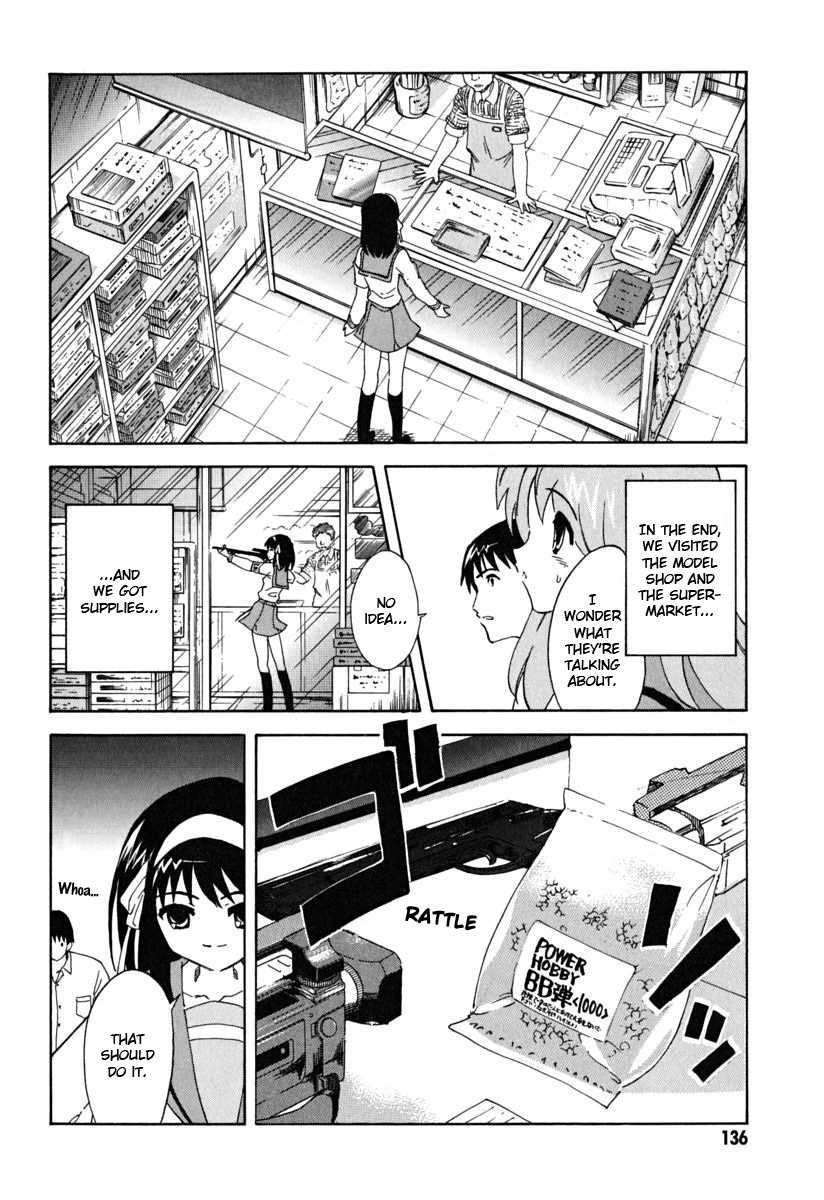 IN THE END,
WE VISITED
THE MODEL
SHOP AND
THE SUPER-
MARKET...
I
WONDER
WHAT
THEY'RE
TALKING
ABOUT.
NO
IDEA...
...AND
WE GOT
SUPPLIES...
ゴ
RATTLE
POWER
HOBBY
BB弾<1000>
Whoa...
THAT
SHOULD
DO IT.
136